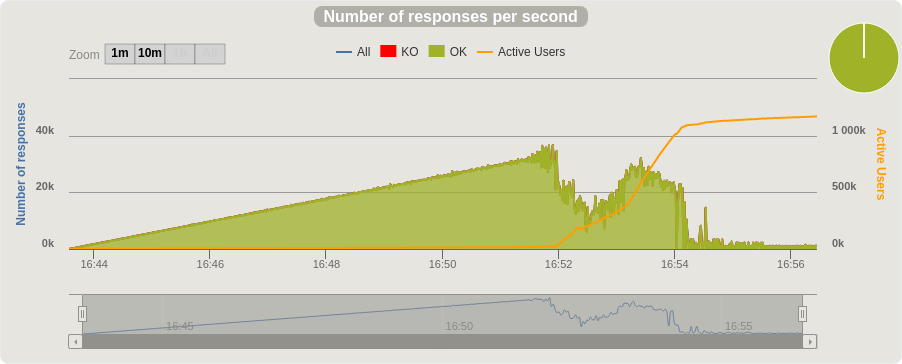 Number of responses per second
Zoom 1m 10m 1h All
All KO OK Active Users
Number of responses
Active Users
40k
20k
0k
1 000k
500k
0k
16:44 16:46 16:48 16:50 16:52 16:54 16:56
16:45 16:50 16:55